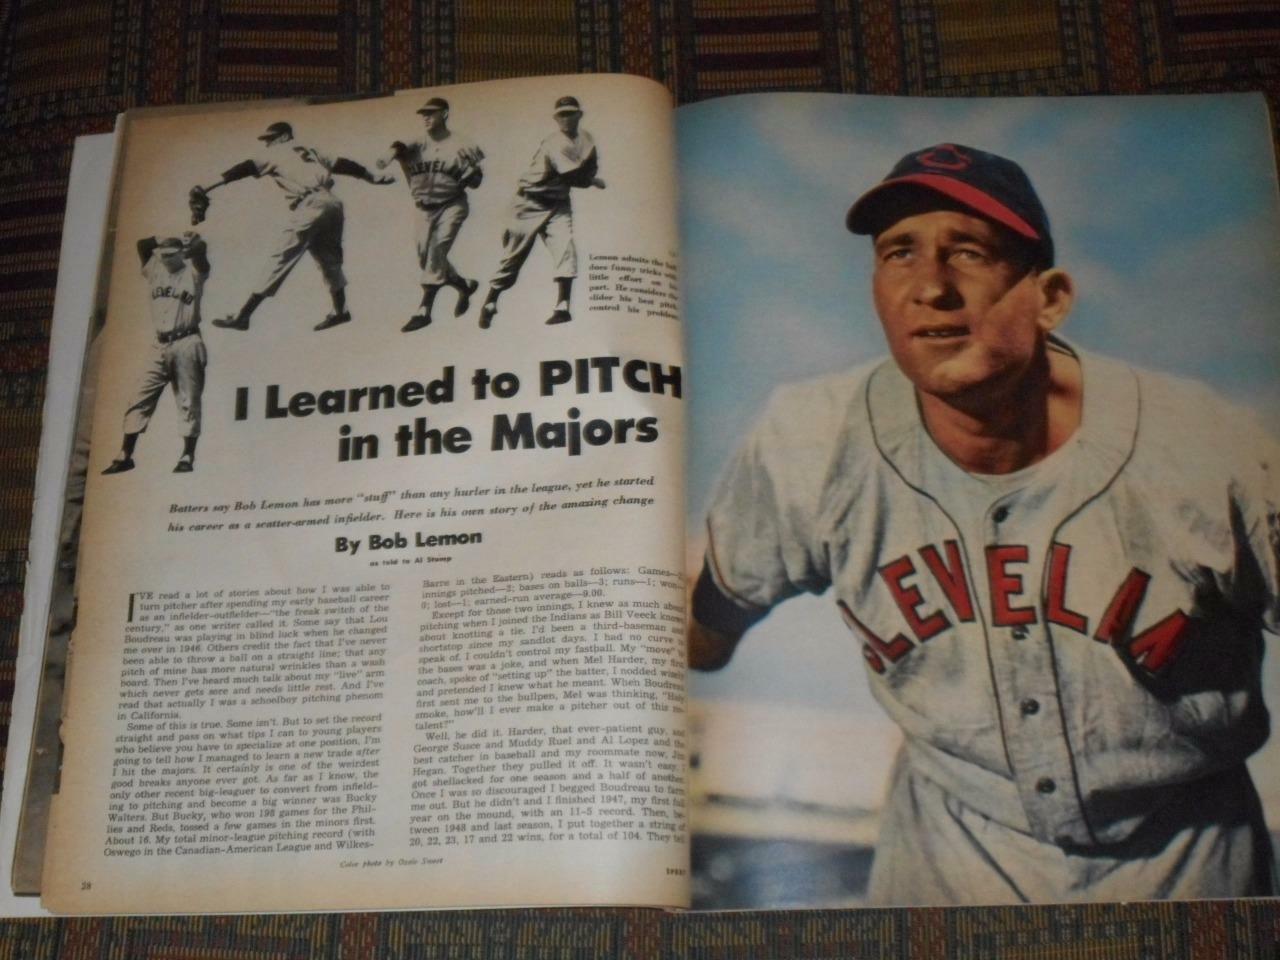 Lemon admits the ball
does funny tricks with
little effort on his
part. He considers the
slider his best pitch,
control his problem.
I Learned to PITCH
in the Majors
Batters say Bob Lemon has more "stuff" than any hurler in the league, yet he started
his career as a scatter-armed infielder. Here is his own story of the amazing change
By Bob Lemon
as told to Al Stump
I'VE read a lot of stories about how I was able to
turn pitcher after spending my early baseball career
as an infielder-outfielder—"the freak switch of the
century," as one writer called it. Some say that Lou
Boudreau was playing in blind luck when he changed
me over in 1946. Others credit the fact that I've never
been able to throw a ball on a straight line; that any
pitch of mine has more natural wrinkles than a wash
board. Then I've heard much talk about my "live" arm
which never gets sore and needs little rest. And I've
read that actually I was a schoolboy pitching phenom
in California.
Some of this is true. Some isn't. But to set the record
straight and pass on what tips I can to young players
who believe you have to specialize at one position, I'm
going to tell how I managed to learn a new trade after
I hit the majors. It certainly is one of the weirdest
good breaks anyone ever got. As far as I know, the
only other recent big-leaguer to convert from infield-
ing to pitching and become a big winner was Bucky
Walters. But Bucky, who won 198 games for the Phil-
lies and Reds, tossed a few games in the minors first.
About 16. My total minor-league pitching record (with
Oswego in the Canadian-American League and Wilkes-
Barre in the Eastern) reads as follows: Games—
innings pitched—2; bases on balls—3; runs—1; won—
0; lost—1; earned-run average—9.00.
Except for those two innings, I knew as much about
pitching when I joined the Indians as Bill Veeck knows
about knotting a tie. I'd been a third-baseman and
shortstop since my sandlot days. I had no curve to
speak of. I couldn't control my fastball. My "move" to
the bases was a joke, and when Mel Harder, my first
coach, spoke of "setting up" the batter, I nodded wisely
and pretended I knew what he meant. When Boudreau
first sent me to the bullpen, Mel was thinking, "Holy
smoke, how'll I ever make a pitcher out of this no-
talent?"
Well, he did it. Harder, that ever-patient guy, and
George Susce and Muddy Ruel and Al Lopez and the
best catcher in baseball and my roommate now, Jim
Hegan. Together they pulled it off. It wasn't easy. I
got shellacked for one season and a half of another.
Once I was so discouraged I begged Boudreau to farm
me out. But he didn't and I finished 1947, my first full
year on the mound, with an 11-5 record. Then, be-
tween 1948 and last season, I put together a string of
20, 22, 23, 17 and 22 wins, for a total of 104. They tell
Color photo by Ozzie Sweet
28
SPORT
CLEVELAN
CLEVELAN
CLEVELAND
C